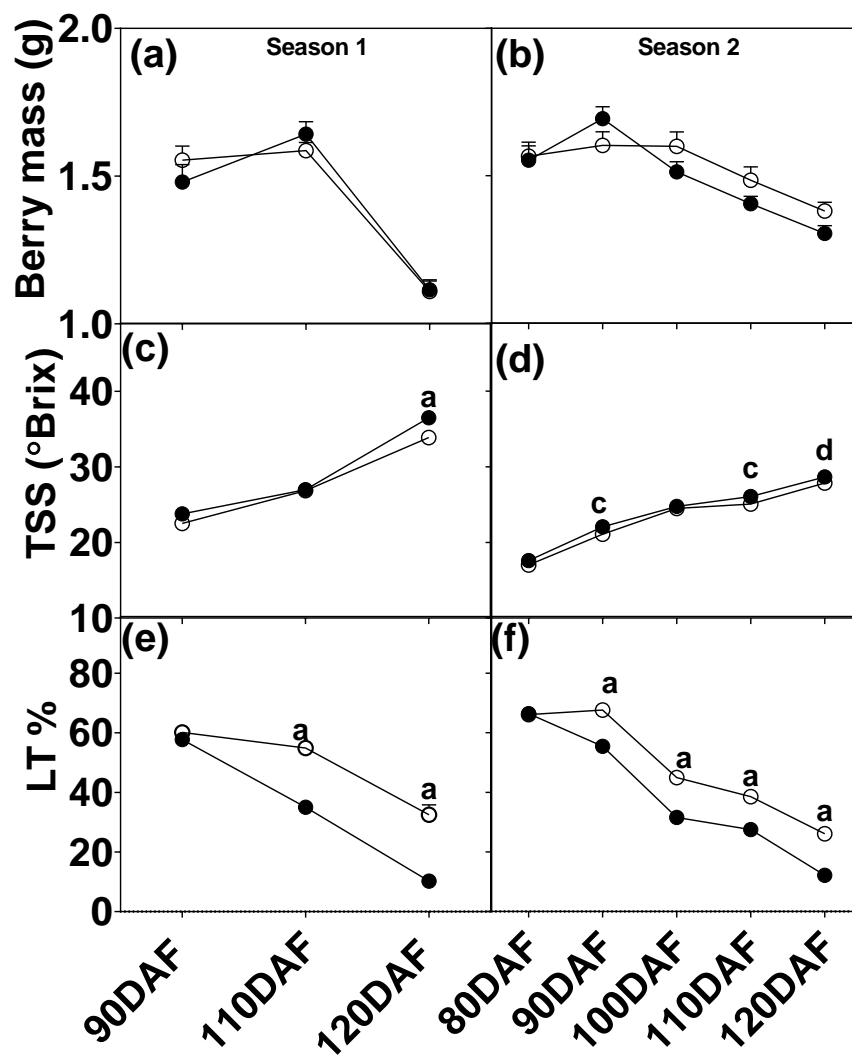 (a) Season 1
(b) Season 2
Berry mass (g)
2.0
1.5
1.0
(c)
(d)
TSS (°Brix)
40
30
20
10
a
c
c
d
(e)
(f)
LT %
80
60
40
20
0
a
a
a
a
a
a
90DAF
110DAF
120DAF
80DAF
90DAF
100DAF
110DAF
120DAF